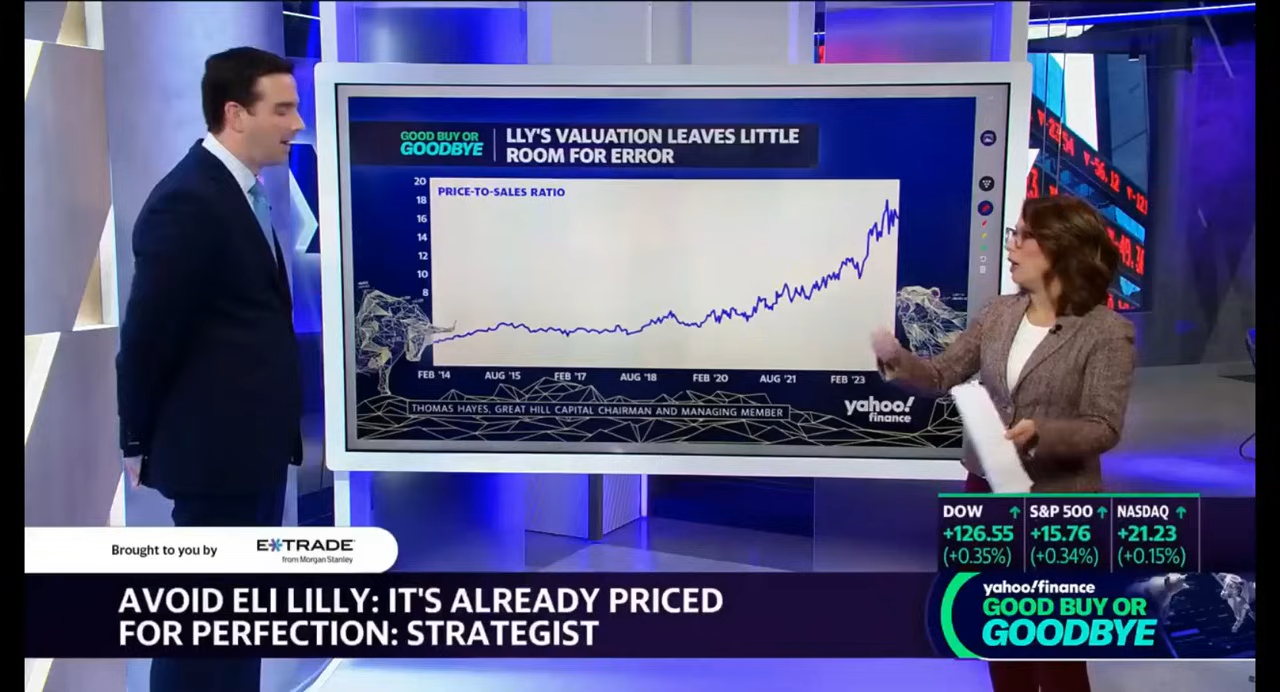 GOOD BUY OR
GOODBYE
LLY'S VALUATION LEAVES LITTLE
ROOM FOR ERROR
PRICE-TO-SALES RATIO
20
18
16
14
12
10
8
FEB '14 AUG '15 FEB '17 AUG '18 FEB '20 AUG '21 FEB '23
THOMAS HAYES, GREAT HILL CAPITAL CHAIRMAN AND MANAGING MEMBER
yahoo!
finance
DOW S&P 500 NASDAQ
+126.55 +15.76 +21.23
(+0.35%) (+0.34%) (+0.15%)
Brought to you by E*TRADE
from Morgan Stanley
AVOID ELI LILLY: IT'S ALREADY PRICED
FOR PERFECTION: STRATEGIST
yahoo!finance
GOOD BUY OR
GOODBYE